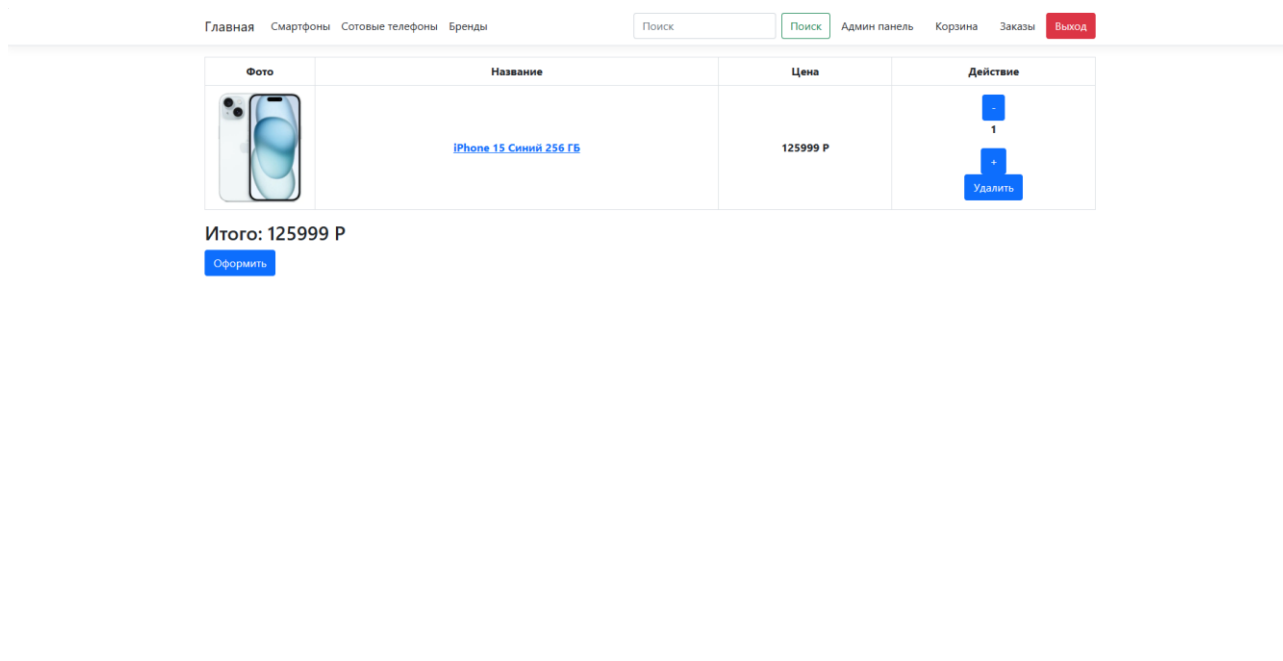 Главная Смартфоны Сотовые телефоны Бренды Поиск Поиск Админ панель Корзина Заказы Выход
Фото Название Цена Действие
-
1
iPhone 15 Синий 256 ГБ 125999 Р
+
Удалить
Итого: 125999 Р
Оформить